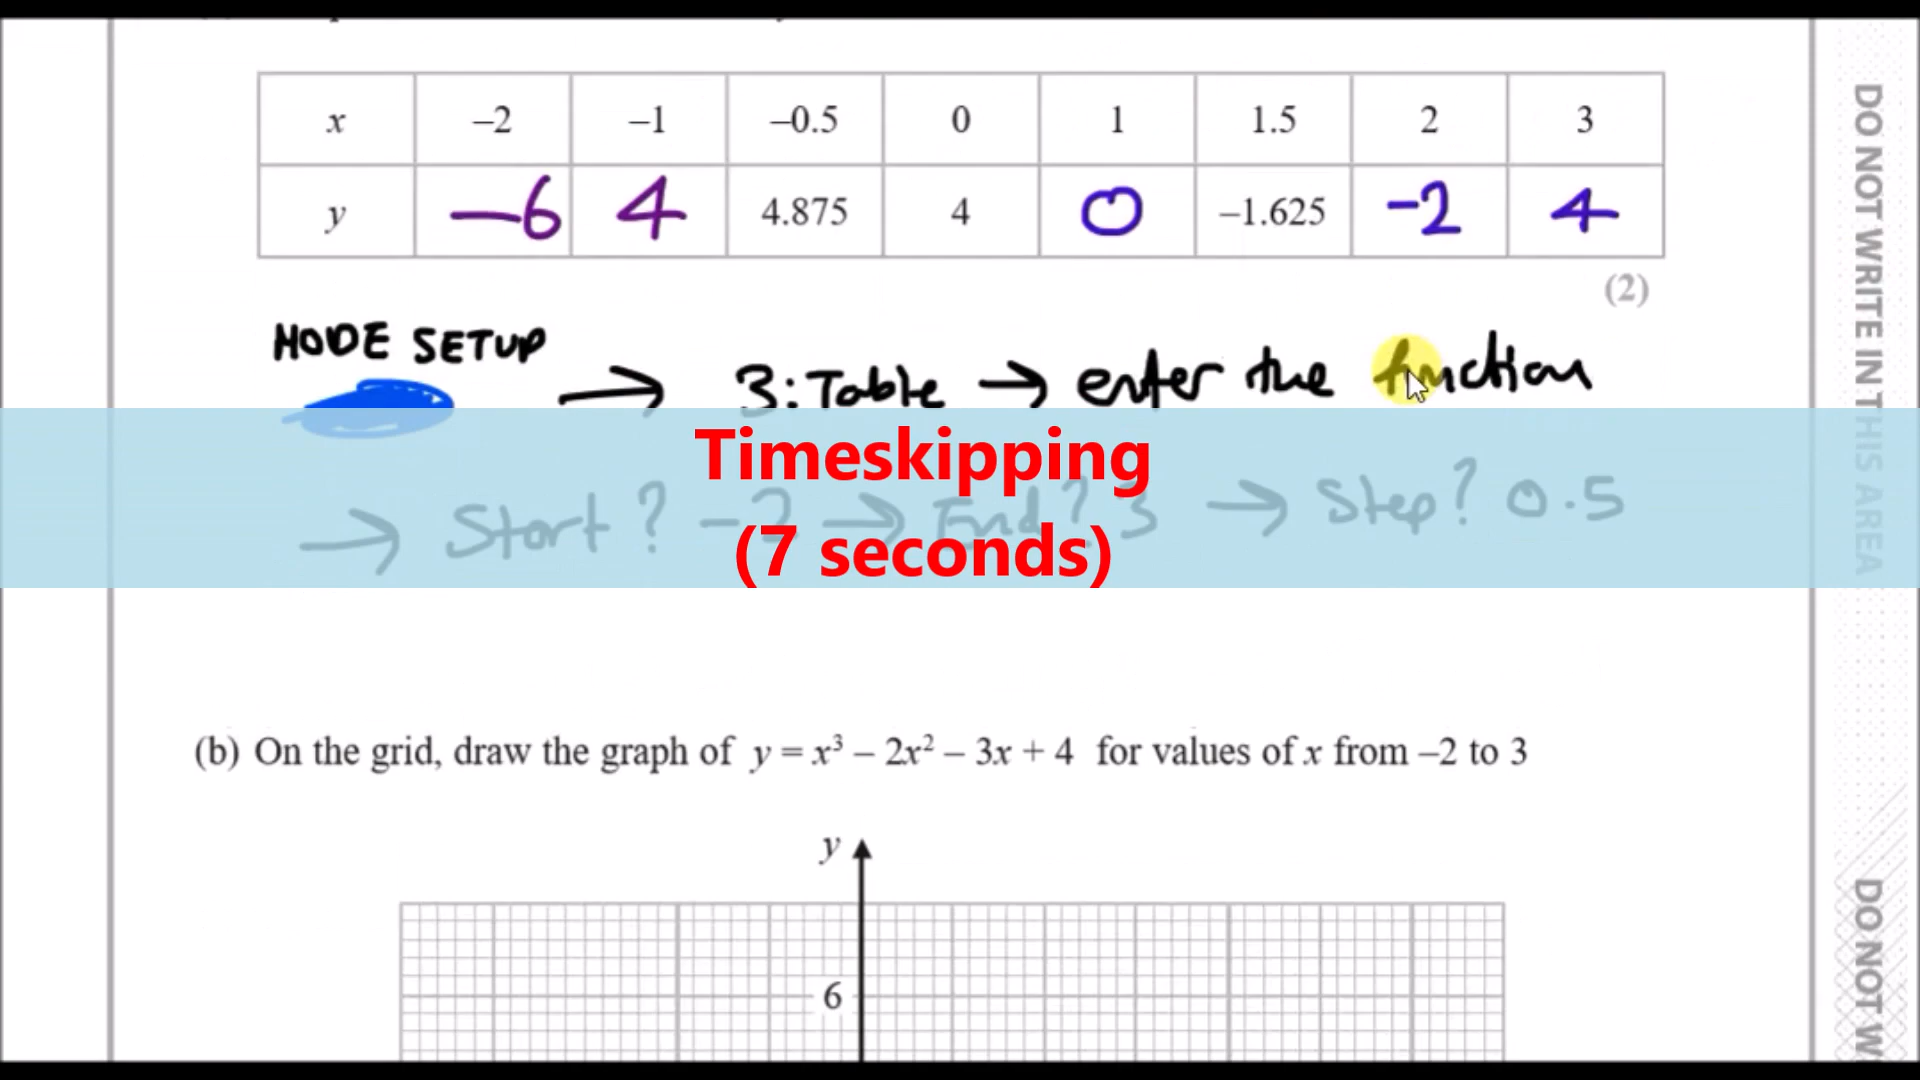 x –2 –1 –0.5 0 1 1.5 2 3
y –6 4 4.875 4 0 –1.625 -2 4
(2)
MODE SETUP → 3:Table → enter the function
Timeskipping
→ Start? -2 → End? 3 → Step? 0.5
(7 seconds)
(b) On the grid, draw the graph of y = x³ – 2x² – 3x + 4 for values of x from –2 to 3
y
6
DO NOT WRITE IN THIS AREA
DO NOT W